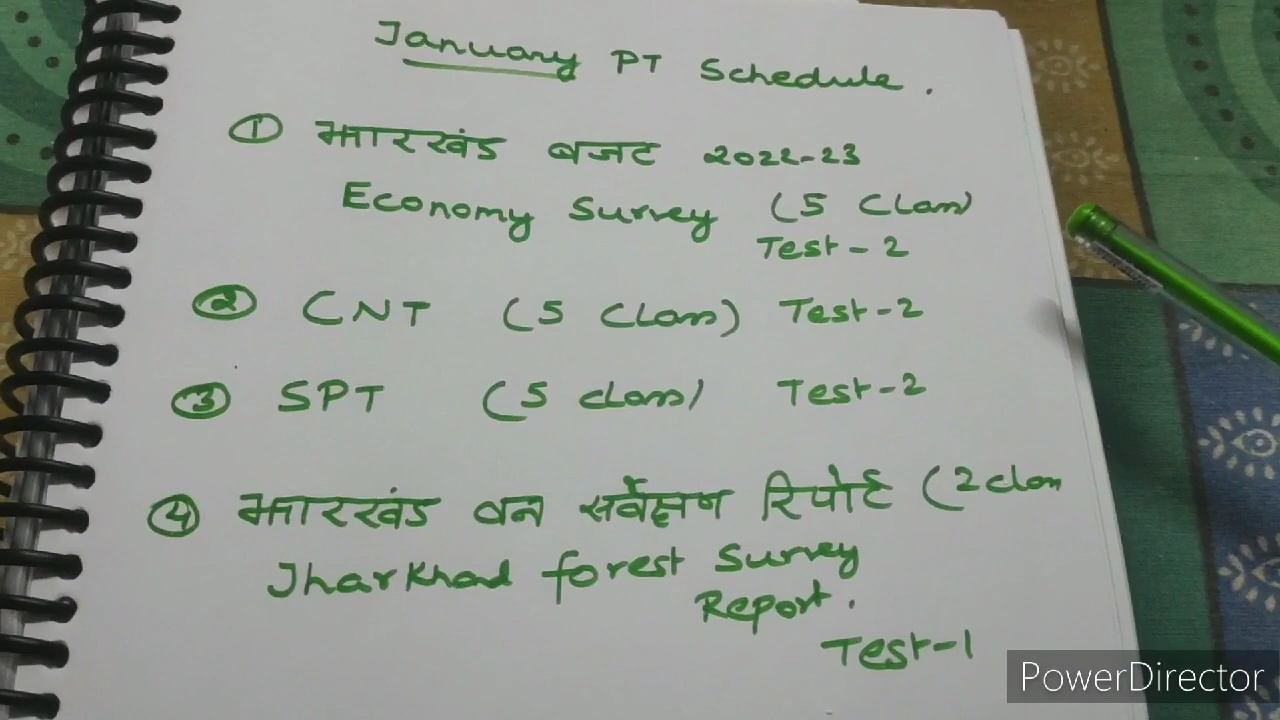 January PT Schedule.
① झारखंड बजट 2022-23
Economy Survey (5 Class)
Test-2
② CNT (5 Class) Test-2
③ SPT (5 class) Test-2
④ झारखंड वन सर्वेक्षण रिपोर्ट (2 class
Jharkhand forest Survey
Report.
Test-1
PowerDirector